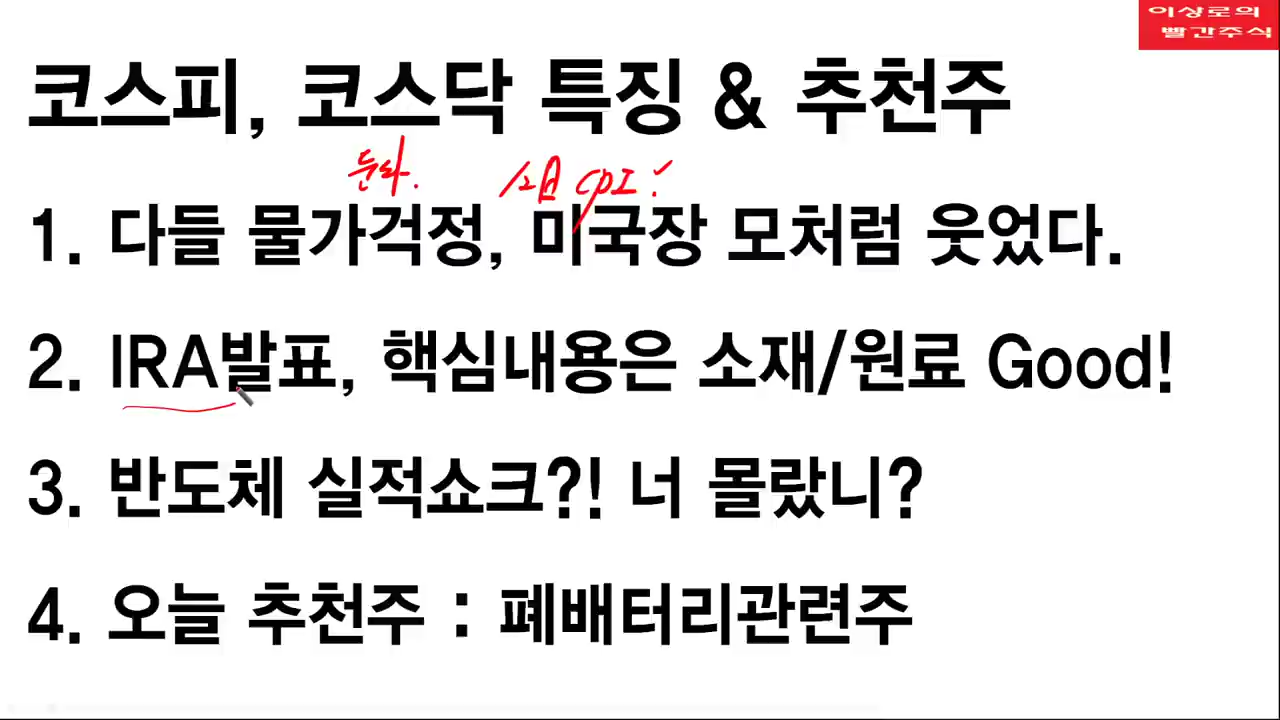 이상로의
빨간주식
코스피, 코스닥 특징 & 추천주
둔화. CPI
1. 다들 물가걱정, 미국장 모처럼 웃었다.
2. IRA발표, 핵심내용은 소재/원료 Good!
3. 반도체 실적쇼크?! 너 몰랐니?
4. 오늘 추천주 : 폐배터리관련주